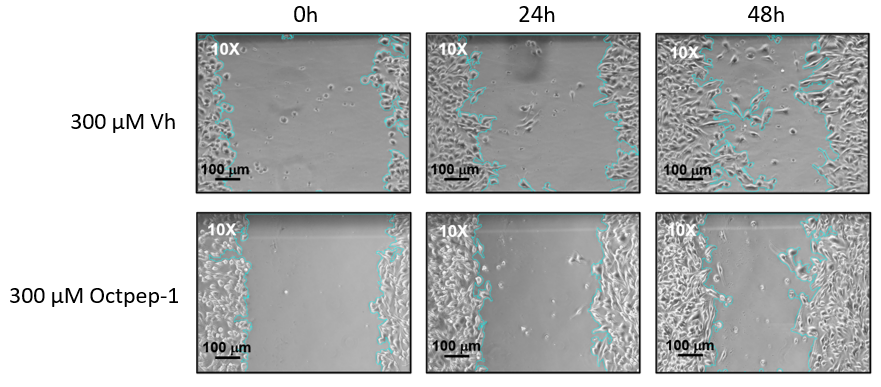 0h 24h 48h
300 µM Vh
10X 10X 10X
100 µm 100 µm 100 µm
300 µM Octpep-1
10X 10X 10X
100 µm 100 µm 100 µm